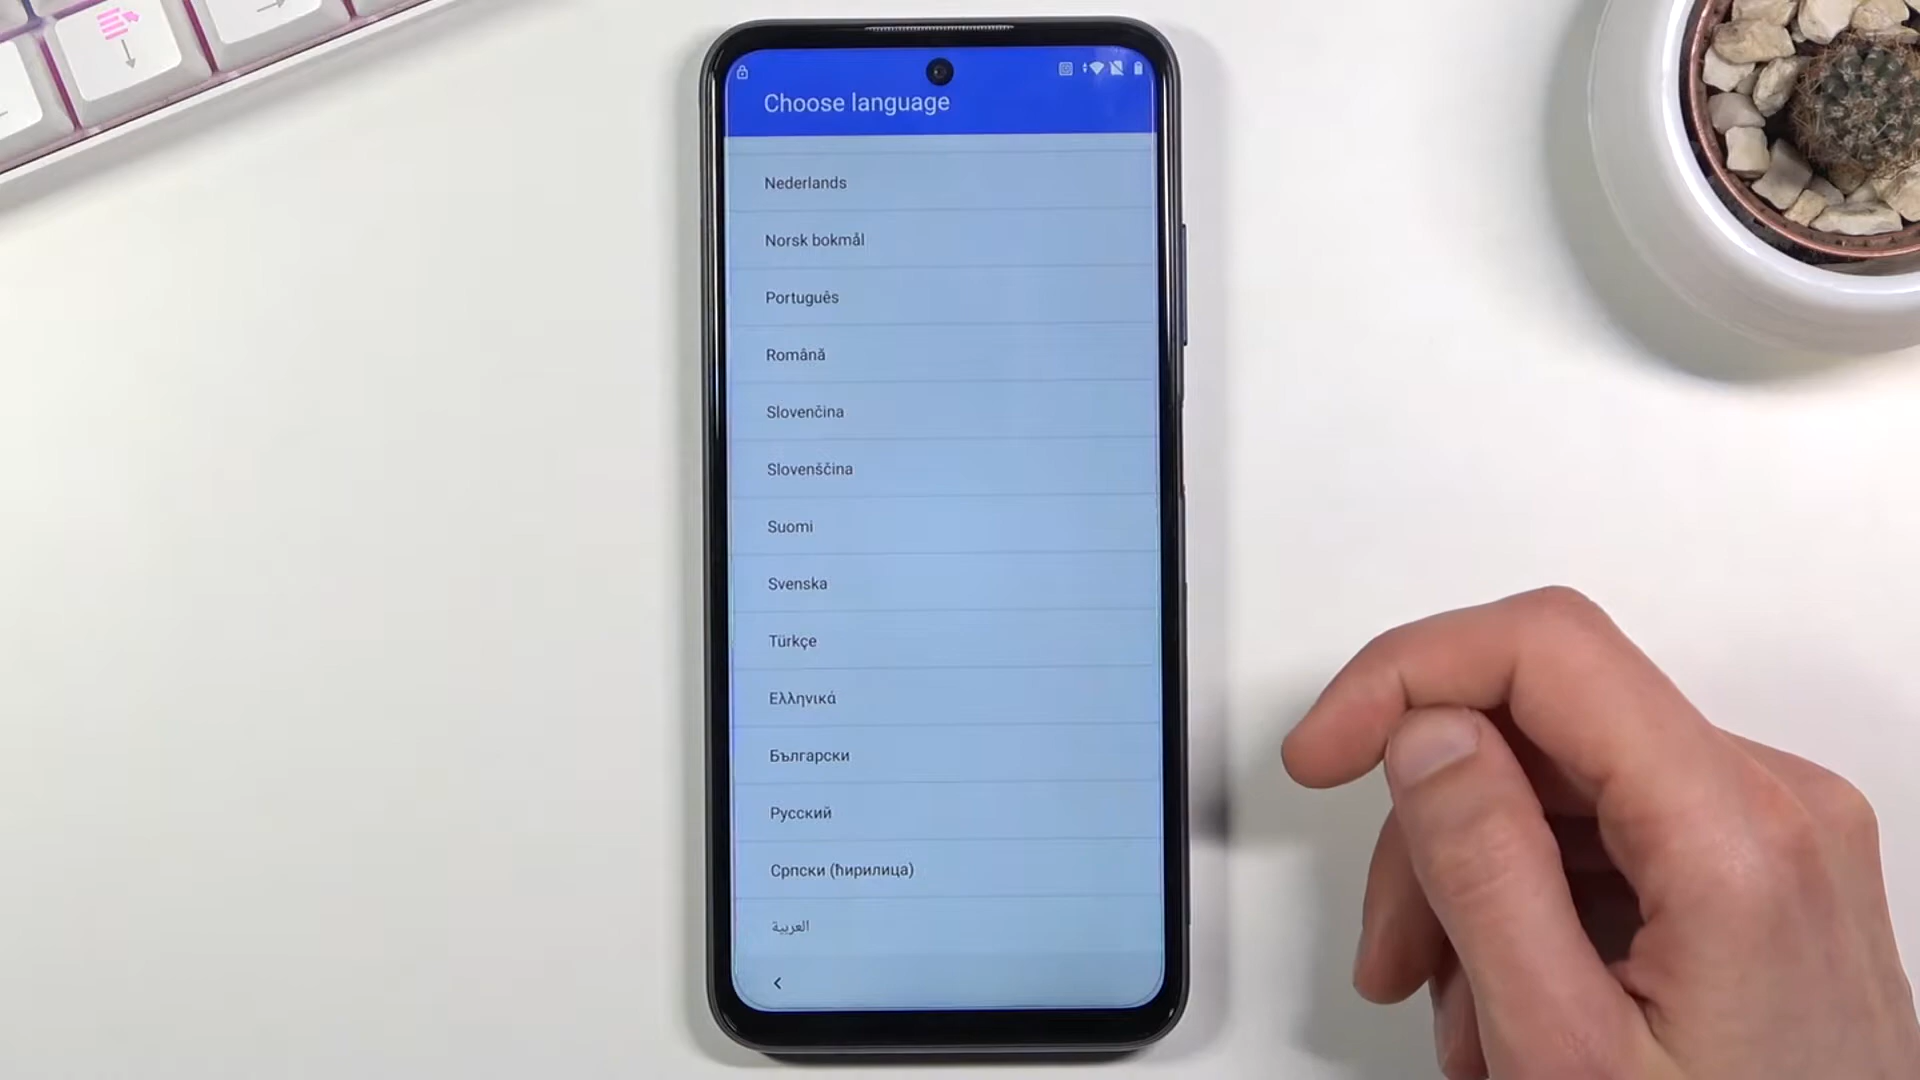 Choose language
Nederlands
Norsk bokmål
Português
Română
Slovenčina
Slovenščina
Suomi
Svenska
Türkçe
Ελληνικά
Български
Русский
Српски (ћирилица)
العربية